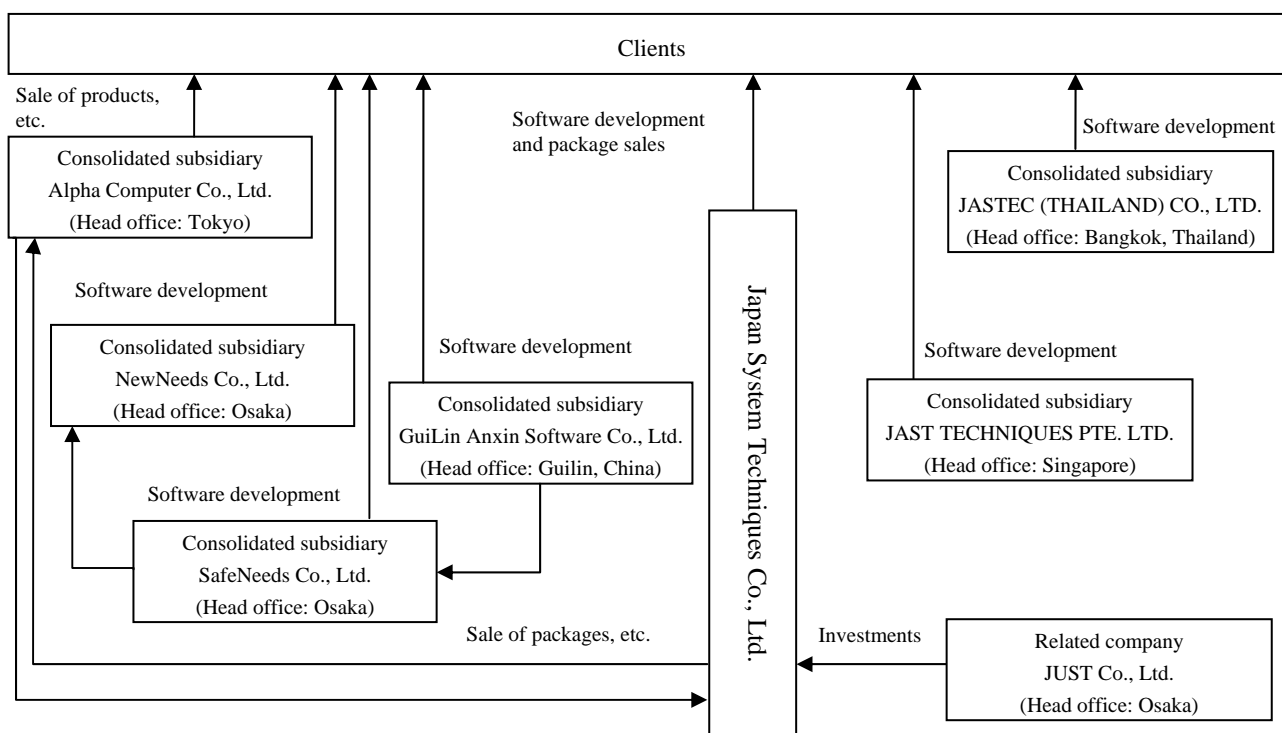 Clients
Sale of products,
etc.
Software development
and package sales
Software development
Consolidated subsidiary
Alpha Computer Co., Ltd.
(Head office: Tokyo)
Consolidated subsidiary
JASTEC (THAILAND) CO., LTD.
(Head office: Bangkok, Thailand)
Software development
Consolidated subsidiary
NewNeeds Co., Ltd.
(Head office: Osaka)
Software development
Consolidated subsidiary
GuiLin Anxin Software Co., Ltd.
(Head office: Guilin, China)
Japan System Techniques Co., Ltd.
Software development
Consolidated subsidiary
JAST TECHNIQUES PTE. LTD.
(Head office: Singapore)
Software development
Consolidated subsidiary
SafeNeeds Co., Ltd.
(Head office: Osaka)
Sale of packages, etc.
Investments
Related company
JUST Co., Ltd.
(Head office: Osaka)